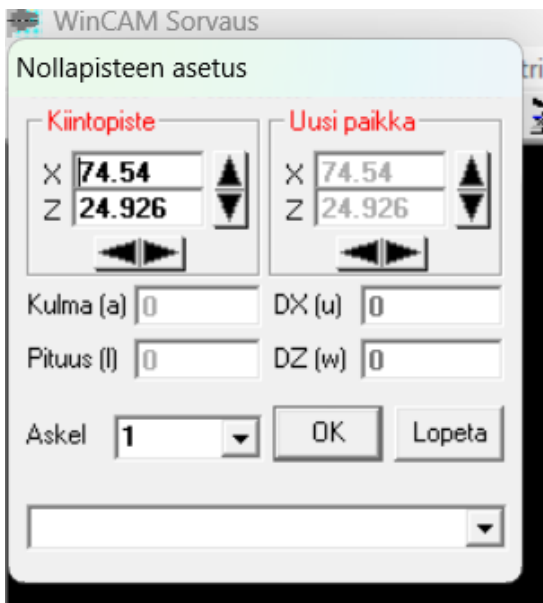 WinCAM Sorvaus
Nollapisteen asetus
tri
Kiintopiste
Uusi paikka
X 74.54
Z 24.926
X 74.54
Z 24.926
Kulma (a) 0
DX (u) 0
Pituus (l) 0
DZ (w) 0
Askel 1
OK
Lopeta